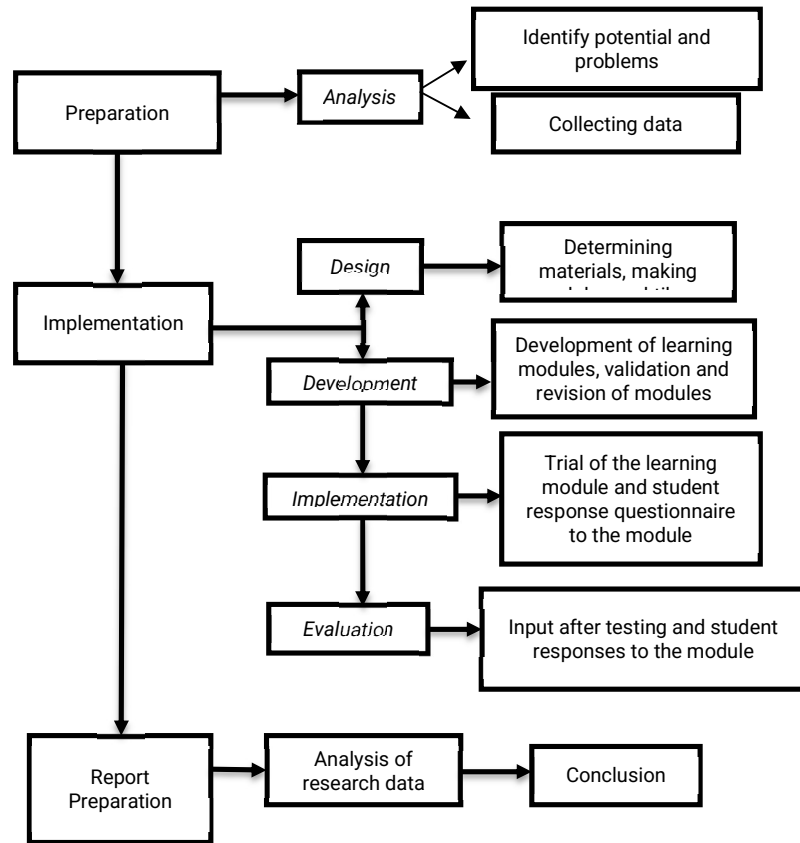 Preparation
Analysis
Identify potential and
problems
Collecting data
Implementation
Design
Determining
materials, making
Development
Development of learning
modules, validation and
revision of modules
Implementation
Trial of the learning
module and student
response questionnaire
to the module
Evaluation
Input after testing and student
responses to the module
Report
Preparation
Analysis of
research data
Conclusion